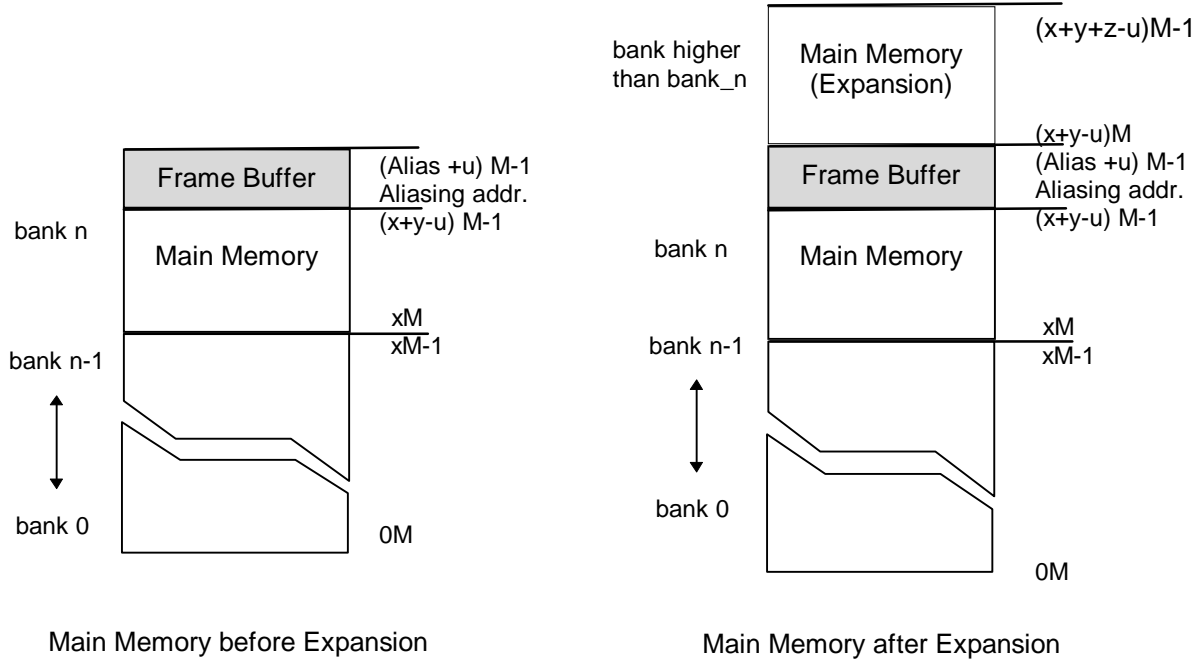 Frame Buffer
(Alias +u) M-1
Aliasing addr.
(x+y-u) M-1
bank n
Main Memory
xM
xM-1
bank n-1
bank 0
0M
Main Memory before Expansion
(x+y+z-u)M-1
bank higher
than bank_n
Main Memory
(Expansion)
(x+y-u)M
(Alias +u) M-1
Frame Buffer
Aliasing addr.
(x+y-u) M-1
bank n
Main Memory
xM
bank n-1
xM-1
bank 0
0M
Main Memory after Expansion